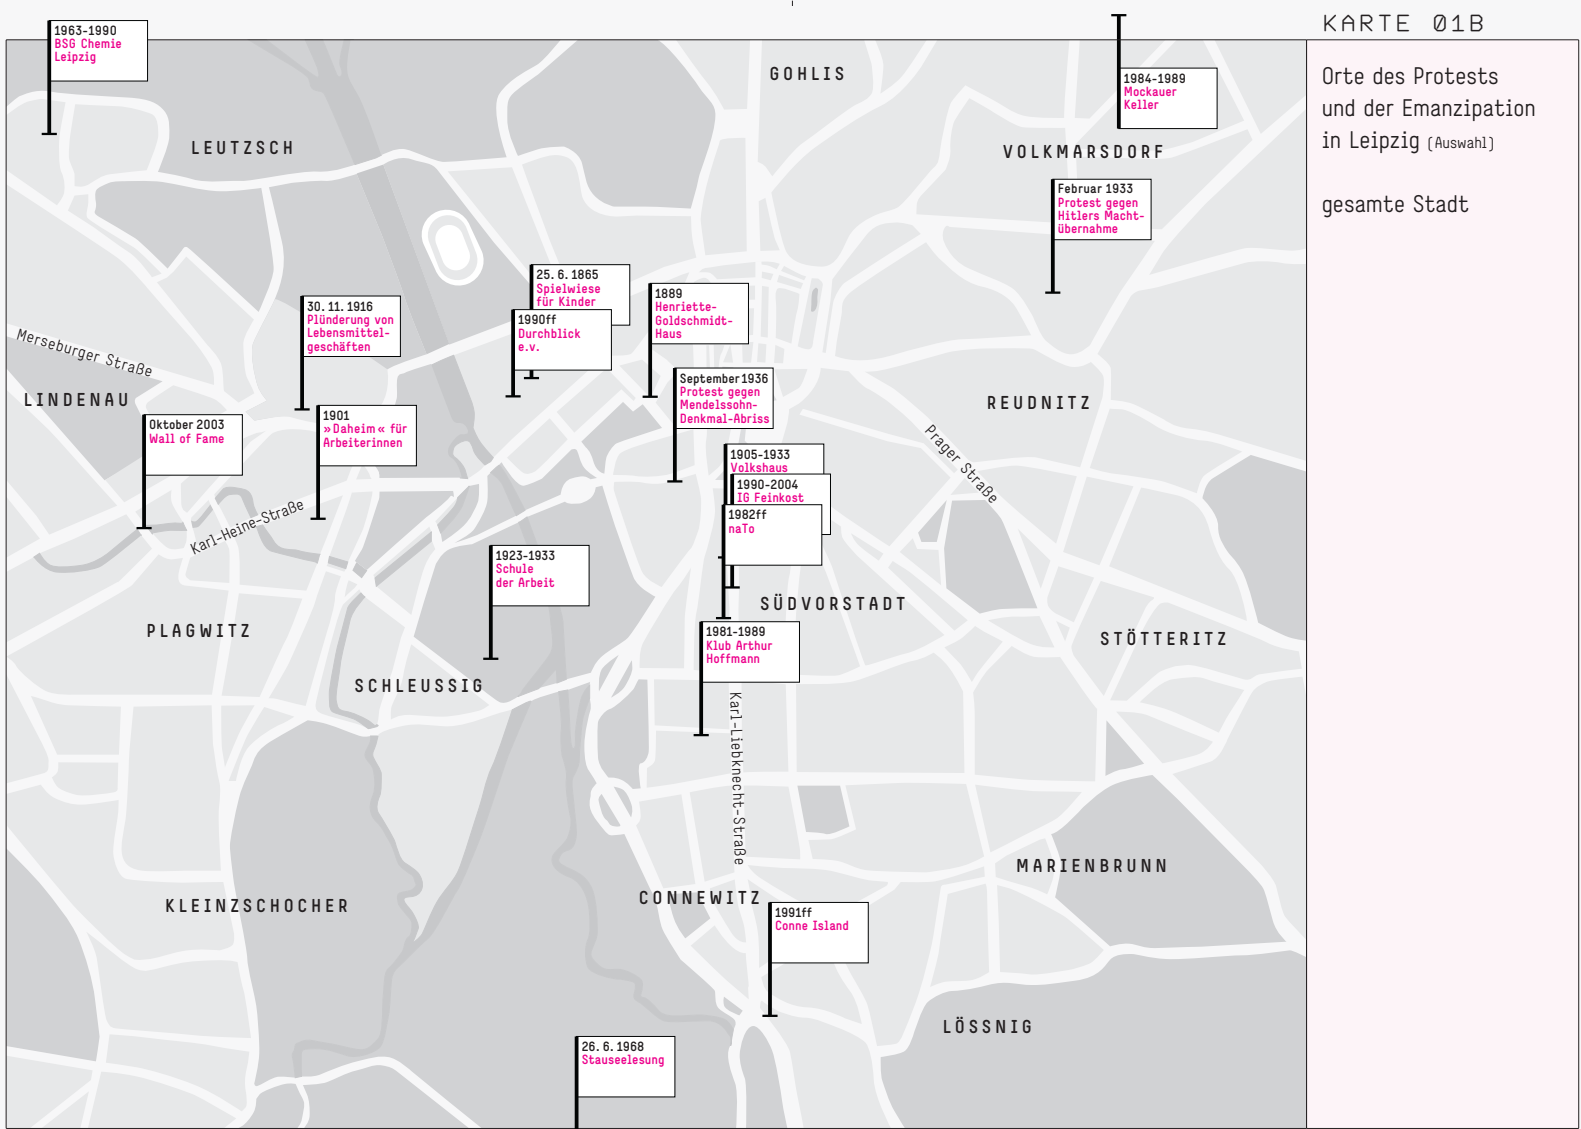 KARTE 01B
Orte des Protests
und der Emanzipation
in Leipzig (Auswahl)
gesamte Stadt
1963-1990
BSG Chemie
Leipzig
GOHLIS
1984-1989
Mockauer
Keller
LEUTZSCH
VOLKMARSDORF
Februar 1933
Protest gegen
Hitlers Macht-
übernahme
25. 6. 1865
Spielwiese
für Kinder
1990ff
Durchblick
e.v.
1889
Henriette-
Goldschmidt-
Haus
30. 11. 1916
Plünderung von
Lebensmittel-
geschäften
Merseburger Straße
LINDENAU
September 1936
Protest gegen
Mendelssohn-
Denkmal-Abriss
REUDNITZ
Oktober 2003
Wall of Fame
1901
»Daheim« für
Arbeiterinnen
Prager Straße
1905-1933
Volkshaus
1990-2004
IG Feinkost
1982ff
naTo
Karl-Heine-Straße
1923-1933
Schule
der Arbeit
SÜDVORSTADT
PLAGWITZ
1981-1989
Klub Arthur
Hoffmann
STÖTTERITZ
SCHLEUSSIG
Karl-Liebknecht-Straße
MARIENBRUNN
KLEINZSCHOCHER
CONNEWITZ
1991ff
Conne Island
LÖSSNIG
26. 6. 1968
Stauseelesung